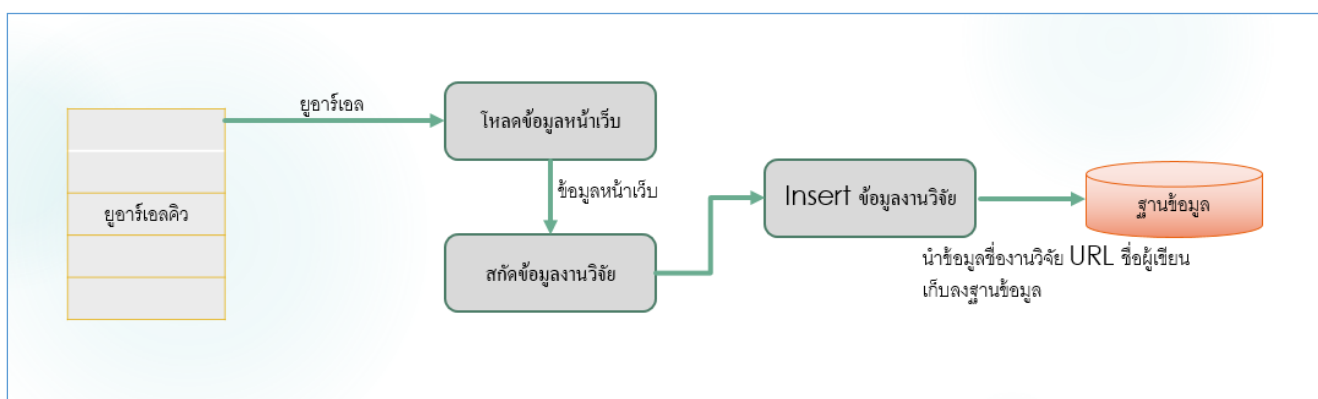 ยูอาร์เอล
โหลดข้อมูลหน้าเว็บ
ข้อมูลหน้าเว็บ
ยูอาร์เอลคิว
Insert ข้อมูลงานวิจัย
ฐานข้อมูล
สกัดข้อมูลงานวิจัย
นำข้อมูลชื่องานวิจัย URL ชื่อผู้เขียน
เก็บลงฐานข้อมูล